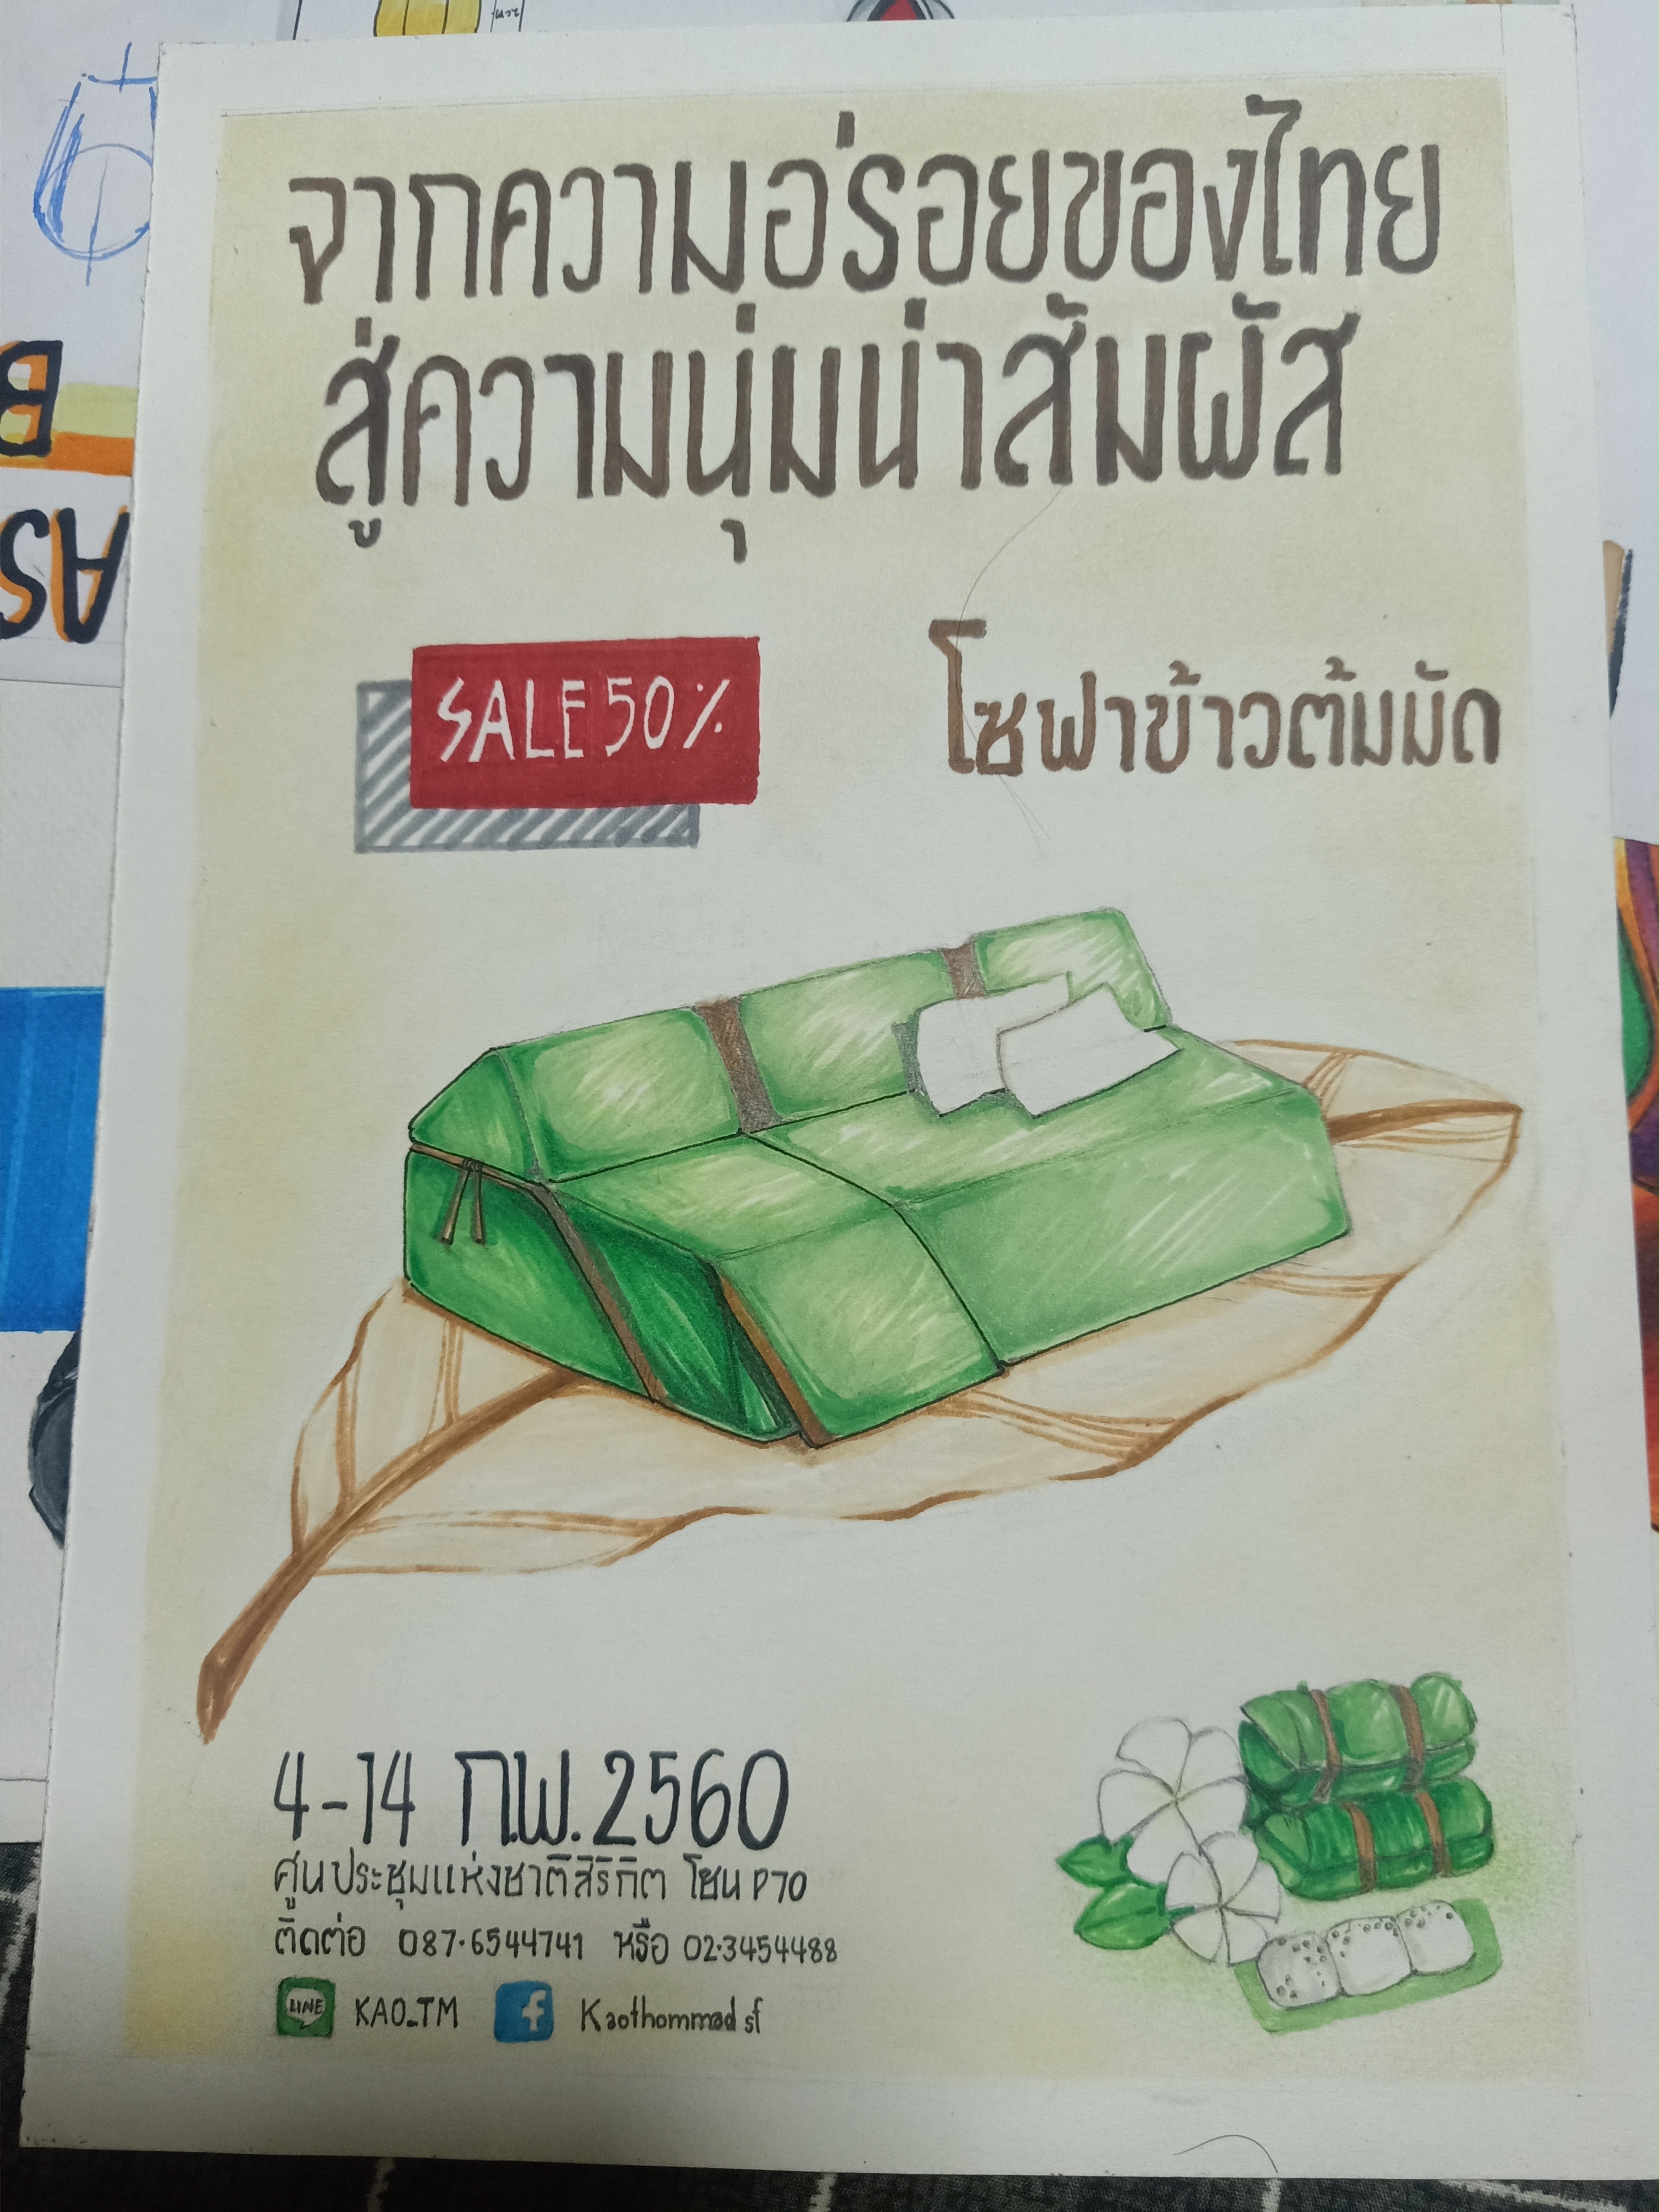 จากความอร่อยของไทย
สู่ความนุ่มน่าสัมผัส
SALE 50%
โซฟาข้าวต้มมัด
4-14 ก.พ. 2560
ศูนประชุมแห่งชาติสิริกิต โซน P70
ติดต่อ 087-6544741 หรือ 02-3454488
LINE KAO_TM f Kaothommad sf
B
AS